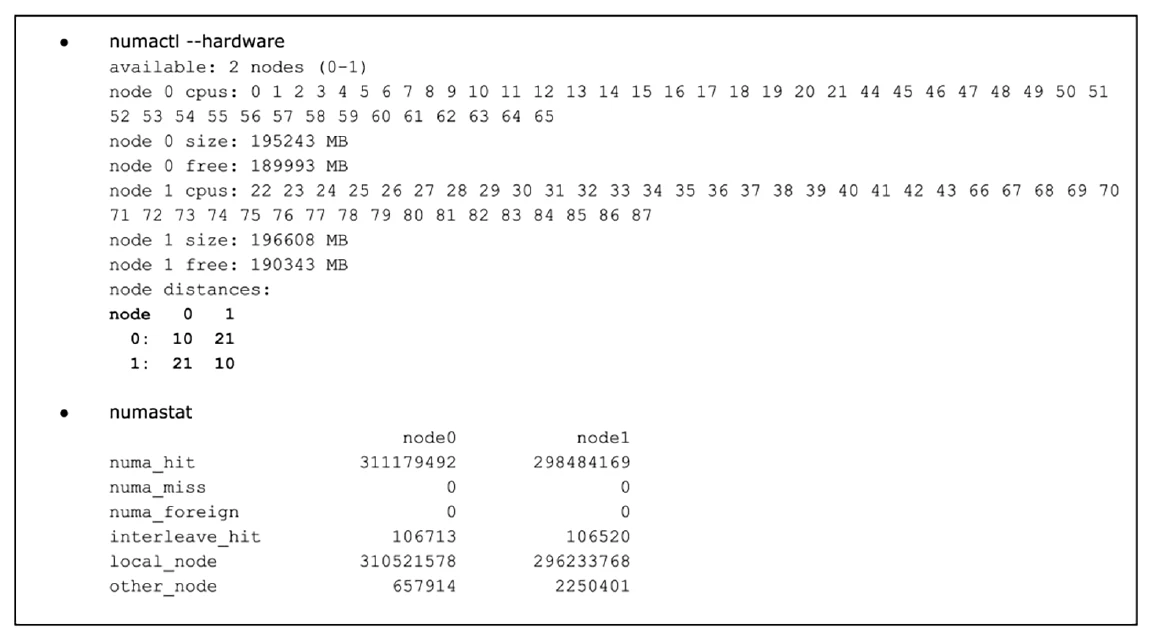 ● numactl --hardware
available: 2 nodes (0-1)
node 0 cpus: 0 1 2 3 4 5 6 7 8 9 10 11 12 13 14 15 16 17 18 19 20 21 44 45 46 47 48 49 50 51
52 53 54 55 56 57 58 59 60 61 62 63 64 65
node 0 size: 195243 MB
node 0 free: 189993 MB
node 1 cpus: 22 23 24 25 26 27 28 29 30 31 32 33 34 35 36 37 38 39 40 41 42 43 66 67 68 69 70
71 72 73 74 75 76 77 78 79 80 81 82 83 84 85 86 87
node 1 size: 196608 MB
node 1 free: 190343 MB
node distances:
node 0 1
0: 10 21
1: 21 10
● numastat
node0 node1
numa_hit 311179492 298484169
numa_miss 0 0
numa_foreign 0 0
interleave_hit 106713 106520
local_node 310521578 296233768
other_node 657914 2250401